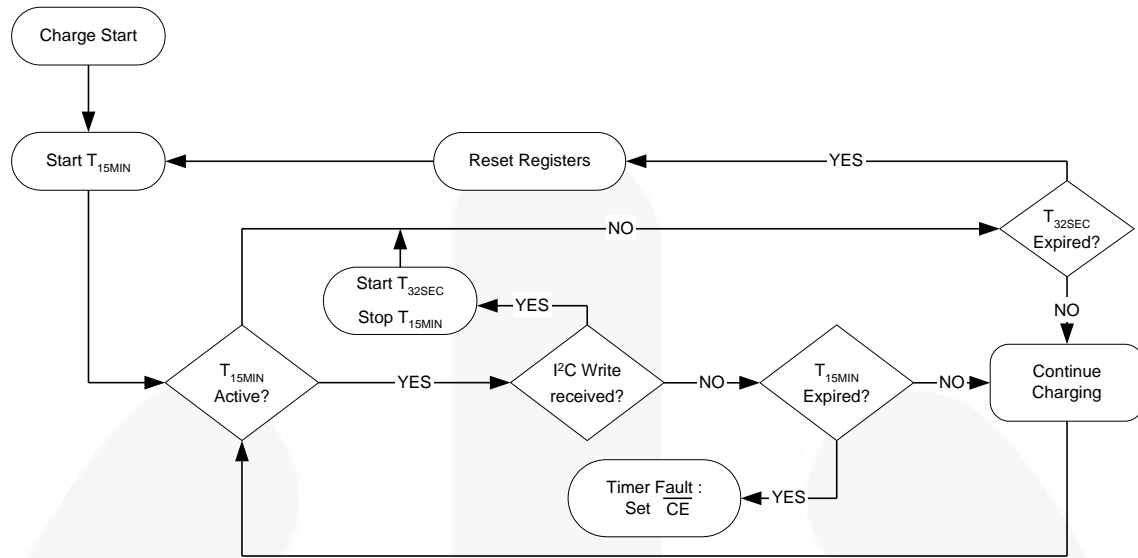 Charge Start
Start T15MIN
Reset Registers
YES
T32SEC
Expired?
NO
Start T32SEC
Stop T15MIN
YES
NO
T15MIN
Active?
YES
I²C Write
received?
NO
T15MIN
Expired?
NO
Continue
Charging
Timer Fault :
Set C̅E̅
YES